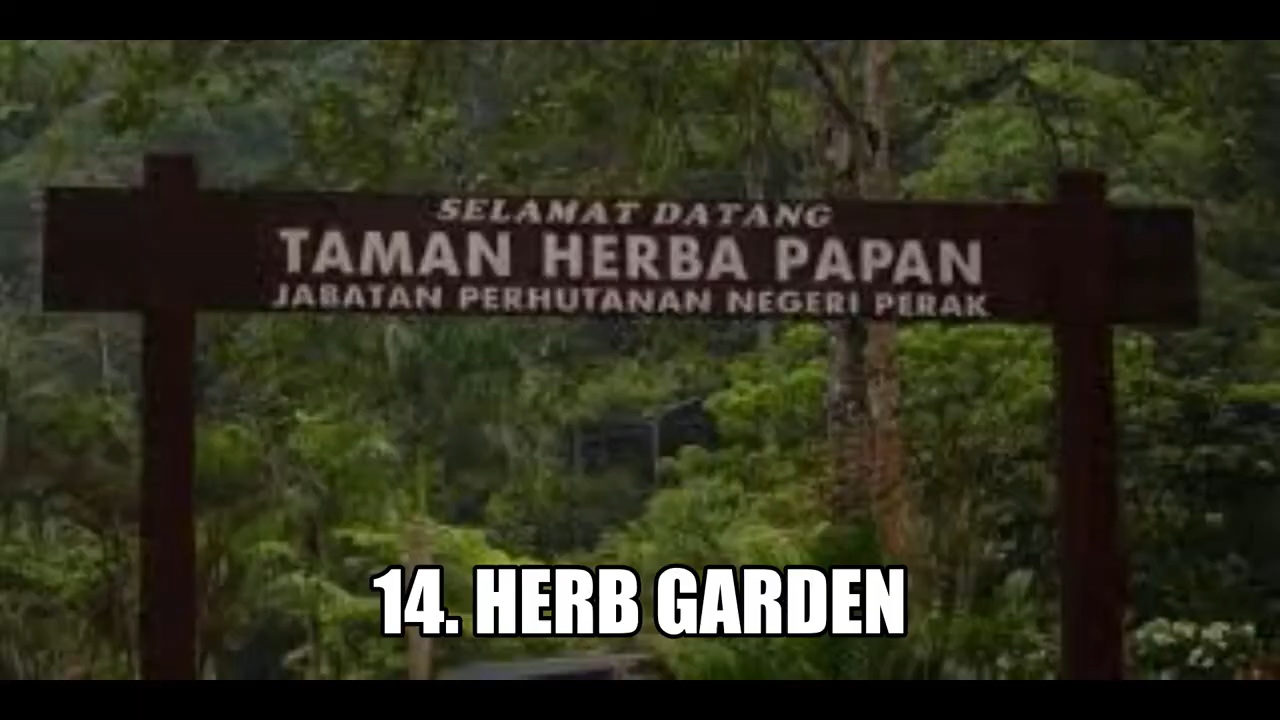 SELAMAT DATANG
TAMAN HERBA PAPAN
JABATAN PERHUTANAN NEGERI PERAK
14. HERB GARDEN